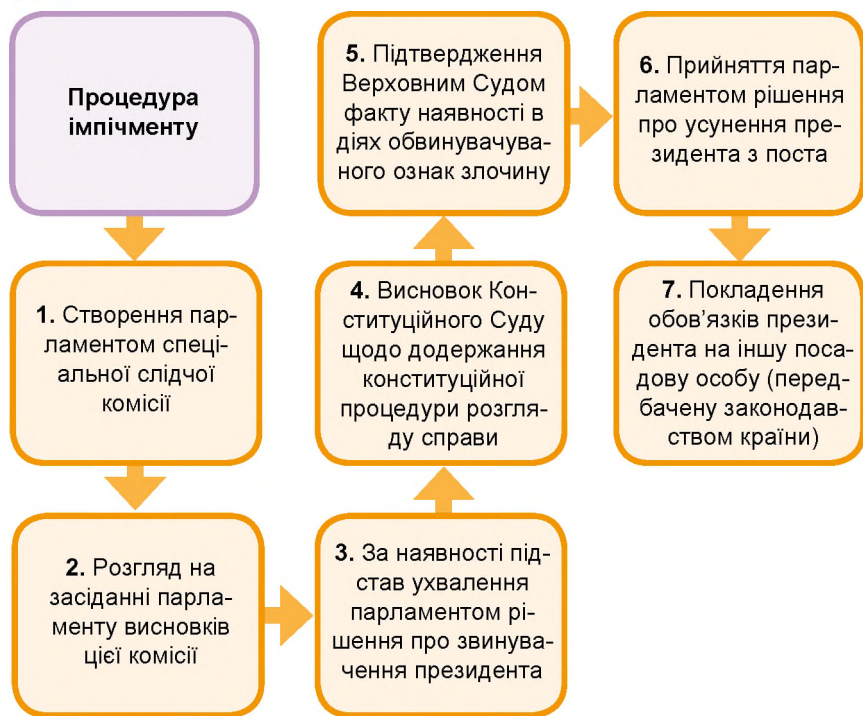 Процедура
імпічменту
1. Створення пар-
ламентом спеці-
альної слідчої
комісії
2. Розгляд на
засіданні парла-
менту висновків
цієї комісії
3. За наявності під-
став ухвалення
парламентом рі-
шення про звинува-
чення президента
4. Висновок Кон-
ституційного Суду
щодо додержання
конституційної
процедури розгля-
ду справи
5. Підтвердження
Верховним Судом
факту наявності в
діях обвинувачува-
ного ознак злочину
6. Прийняття пар-
ламентом рішення
про усунення пре-
зидента з поста
7. Покладення
обов’язків прези-
дента на іншу поса-
дову особу (перед-
бачену законодав-
ством країни)